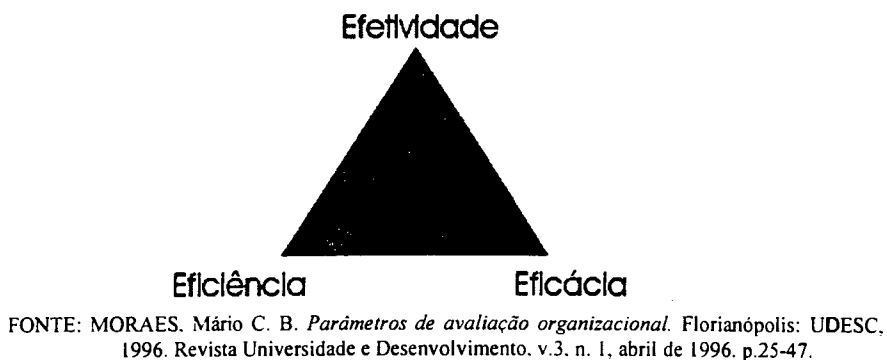 Efetividade
Eficiência
Eficácia
FONTE: MORAES, Mário C. B. Parâmetros de avaliação organizacional. Florianópolis: UDESC,
1996. Revista Universidade e Desenvolvimento. v.3. n. 1, abril de 1996. p.25-47.